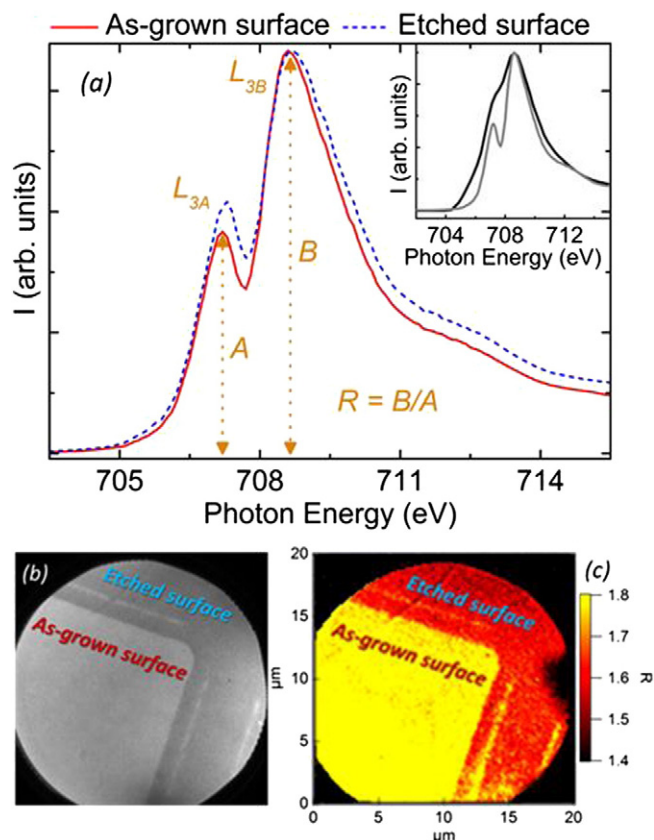 As-grown surface Etched surface
(a)
L3B
L3A
A
B
R = B/A
I (arb. units)
705 708 711 714
Photon Energy (eV)
I (arb. units)
704 708 712
Photon Energy (eV)
(b)
Etched surface
As-grown surface
(c)
Etched surface
As-grown surface
20
15
10
5
0
μm
0 5 10 15 20
μm
1.8
1.7
1.6
1.5
1.4
R